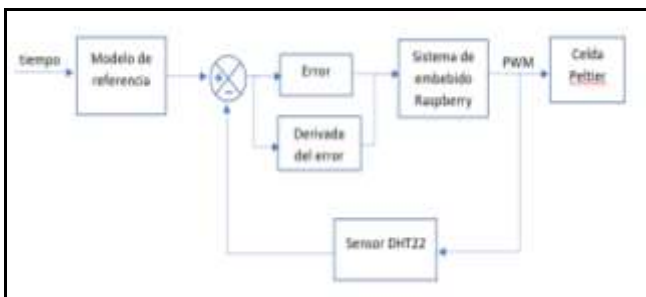 tiempo
Modelo de
referencia
+
-
Error
Derivada
del error
Sistema de
embebido
Raspberry
PWM
Celda
Peltier
Sensor DHT22